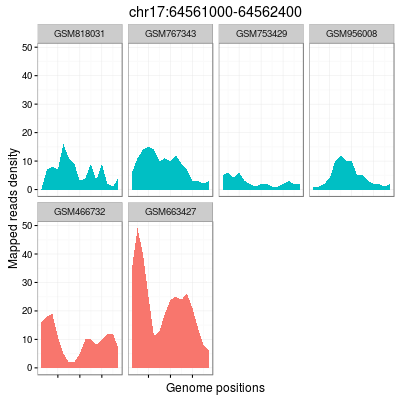 chr17:64561000-64562400
GSM818031 GSM767343 GSM753429 GSM956008
50
40
30
20
10
0
Mapped reads density
GSM466732 GSM663427
50
40
30
20
10
0
Genome positions